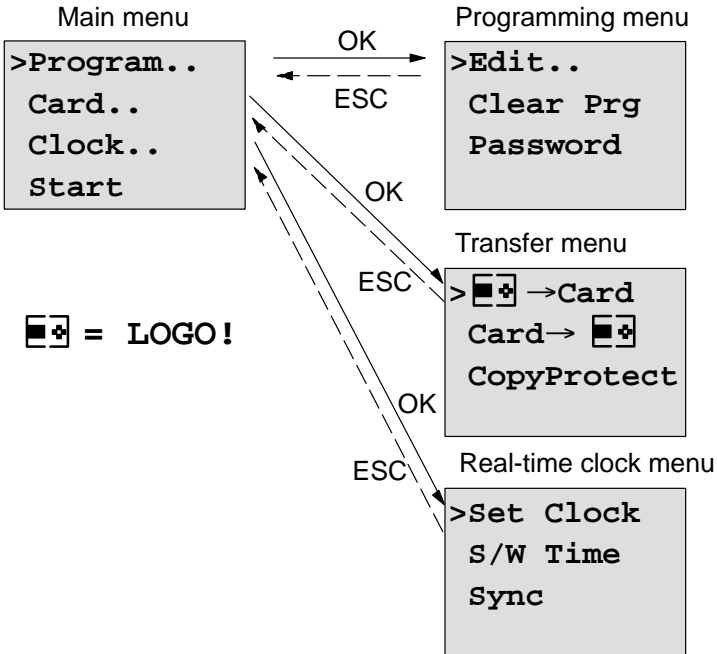 Main menu
>Program..
Card..
Clock..
Start
OK
ESC
Programming menu
>Edit..
Clear Prg
Password
OK
ESC
Transfer menu
> →Card
Card→
CopyProtect
= LOGO!
OK
ESC
Real-time clock menu
>Set Clock
S/W Time
Sync